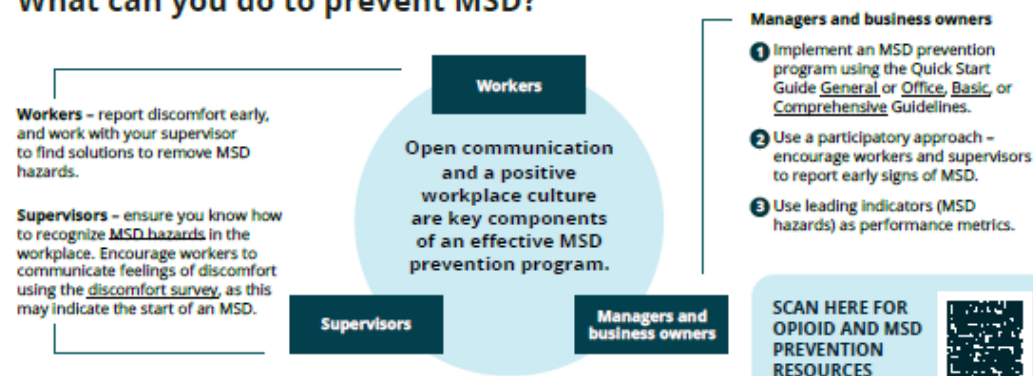 What can you do to prevent MSD?
Workers – report discomfort early,
and work with your supervisor
to find solutions to remove MSD
hazards.
Supervisors – ensure you know how
to recognize MSD hazards in the
workplace. Encourage workers to
communicate feelings of discomfort
using the discomfort survey, as this
may indicate the start of an MSD.
Workers
Open communication
and a positive
workplace culture
are key components
of an effective MSD
prevention program.
Supervisors
Managers and
business owners
Managers and business owners
1 Implement an MSD prevention
program using the Quick Start
Guide General or Office, Basic, or
Comprehensive Guidelines.
2 Use a participatory approach –
encourage workers and supervisors
to report early signs of MSD.
3 Use leading indicators (MSD
hazards) as performance metrics.
SCAN HERE FOR
OPIOID AND MSD
PREVENTION
RESOURCES